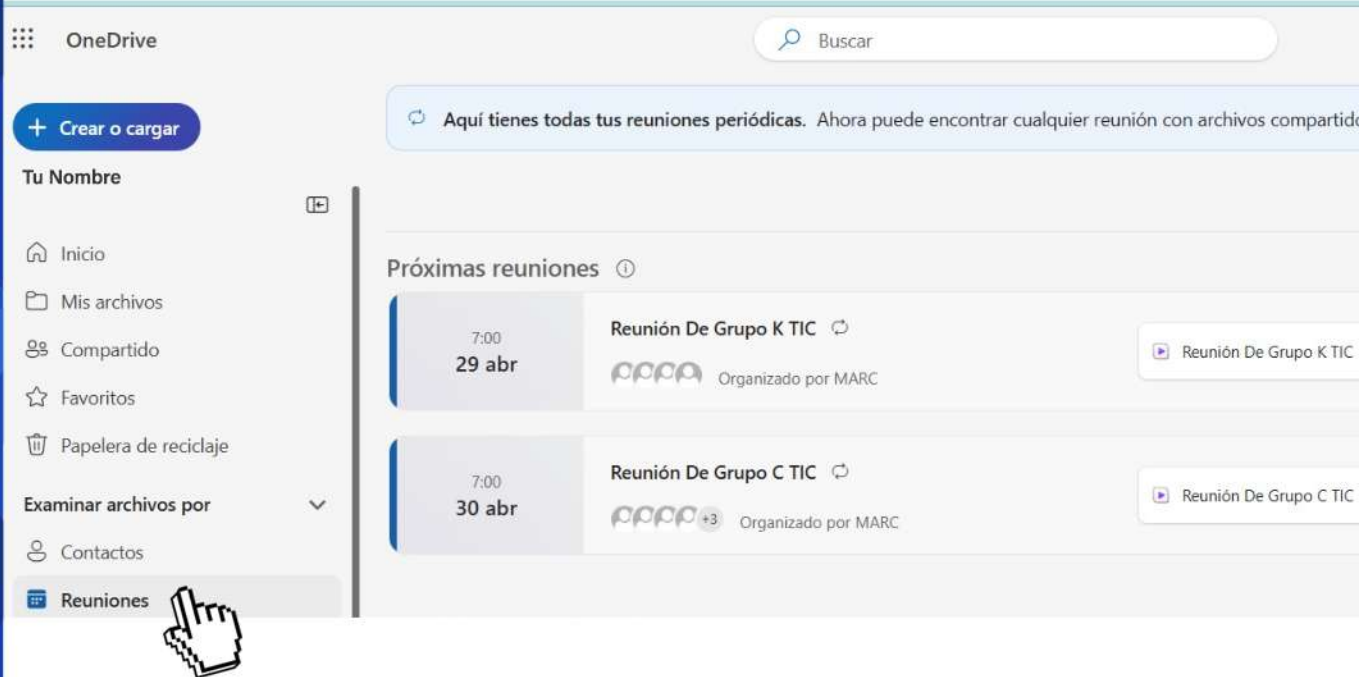 OneDrive
Buscar
+ Crear o cargar
Aquí tienes todas tus reuniones periódicas. Ahora puede encontrar cualquier reunión con archivos compartido
Tu Nombre
Inicio
Mis archivos
Compartido
Favoritos
Papelera de reciclaje
Examinar archivos por
Contactos
Reuniones
Próximas reuniones
7:00
29 abr
Reunión De Grupo K TIC
Organizado por MARC
Reunión De Grupo K TIC
7:00
30 abr
Reunión De Grupo C TIC
+3 Organizado por MARC
Reunión De Grupo C TIC